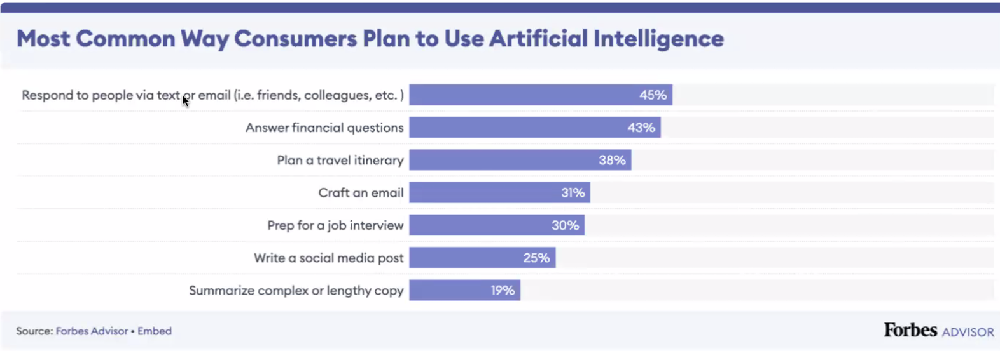 Most Common Way Consumers Plan to Use Artificial Intelligence
Respond to people via text or email (i.e. friends, colleagues, etc. ) 45%
Answer financial questions 43%
Plan a travel itinerary 38%
Craft an email 31%
Prep for a job interview 30%
Write a social media post 25%
Summarize complex or lengthy copy 19%
Source: Forbes Advisor • Embed
Forbes ADVISOR